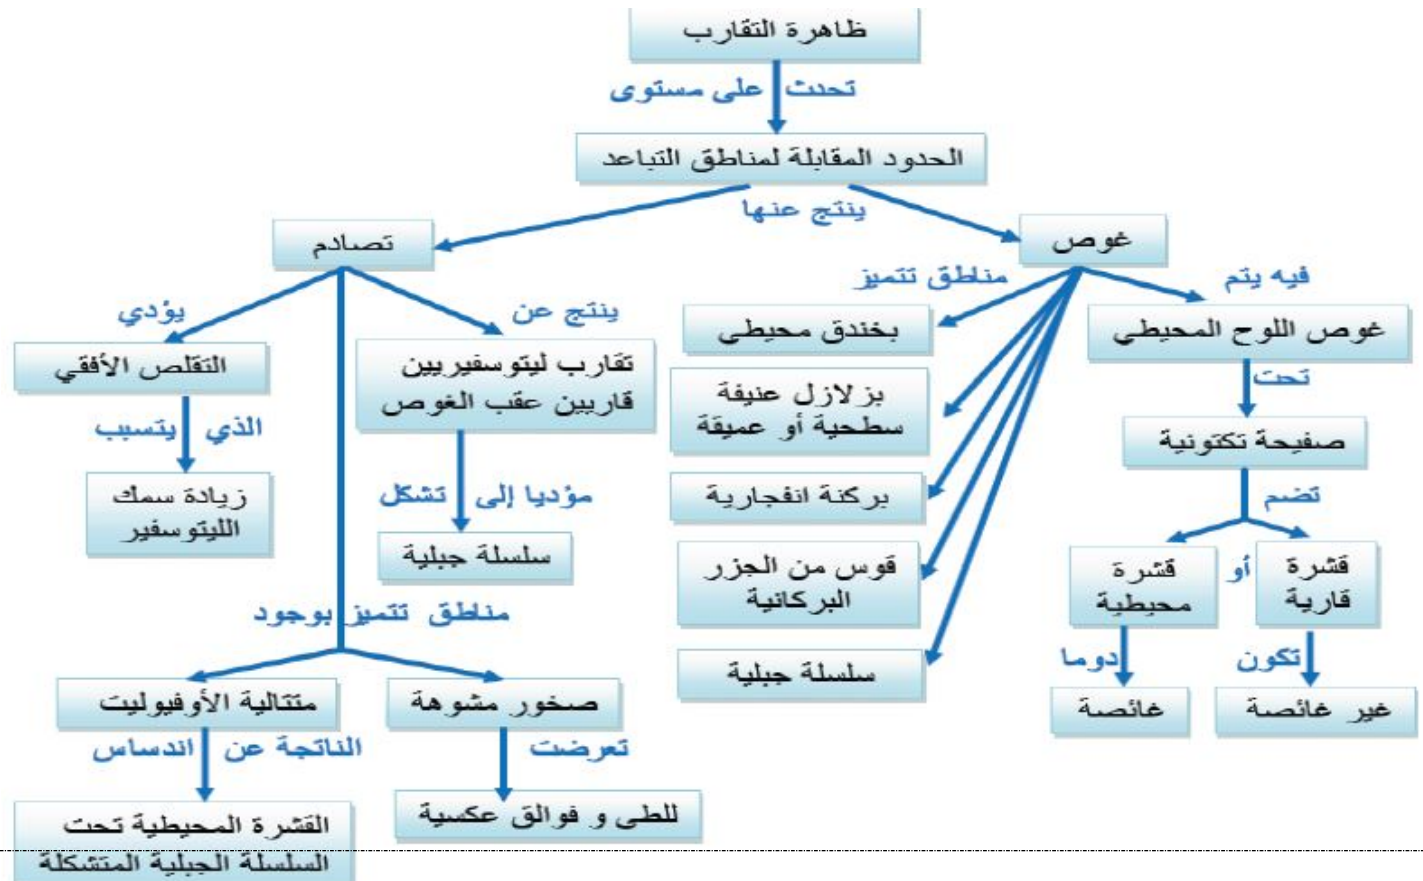 ظاهرة التقارب
تحدث على مستوى
الحدود المقابلة لمناطق التباعد
ينتج عنها
غوص
تصادم
فيه يتم
مناطق تتميز
ينتج عن
يؤدي
غوص اللوح المحيطي
بخندق محيطي
تقارب ليتوسفيريين
قاريين عقب الغوص
التقلص الأفقي
تحت
بزلازل عنيفة
سطحية أو عميقة
الذي يتسبب
صفيحة تكتونية
بركنة انفجارية
مؤديا إلى تشكل
زيادة سمك
الليتوسفير
تضم
قشرة
قارية
أو
قشرة
محيطية
قوس من الجزر
البركانية
سلسلة جبلية
مناطق تتميز بوجود
تكون
دوما
سلسلة جبلية
غير غائصة
غائصة
صخور مشوهة
متتالية الأوفيوليت
تعرضت
الناتجة عن اندساس
للطي و فوالق عكسية
القشرة المحيطية تحت
السلسلة الجبلية المتشكلة